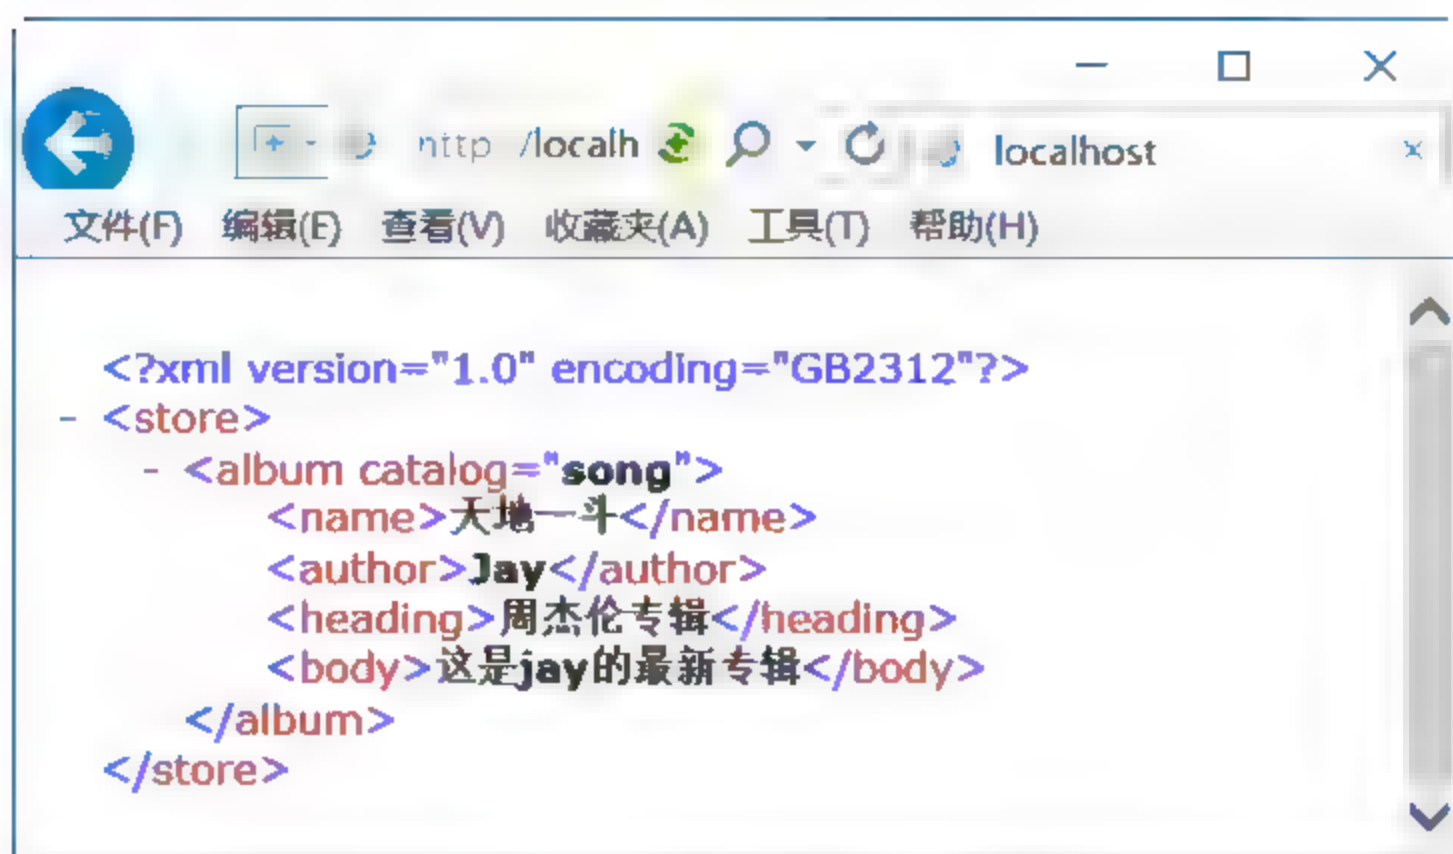 http /localh localhost
文件(F) 编辑(E) 查看(V) 收藏夹(A) 工具(T) 帮助(H)
<?xml version="1.0" encoding="GB2312"?>
- <store>
- <album catalog="song">
<name>天地一斗</name>
<author>Jay</author>
<heading>周杰伦专辑</heading>
<body>这是jay的最新专辑</body>
</album>
</store>